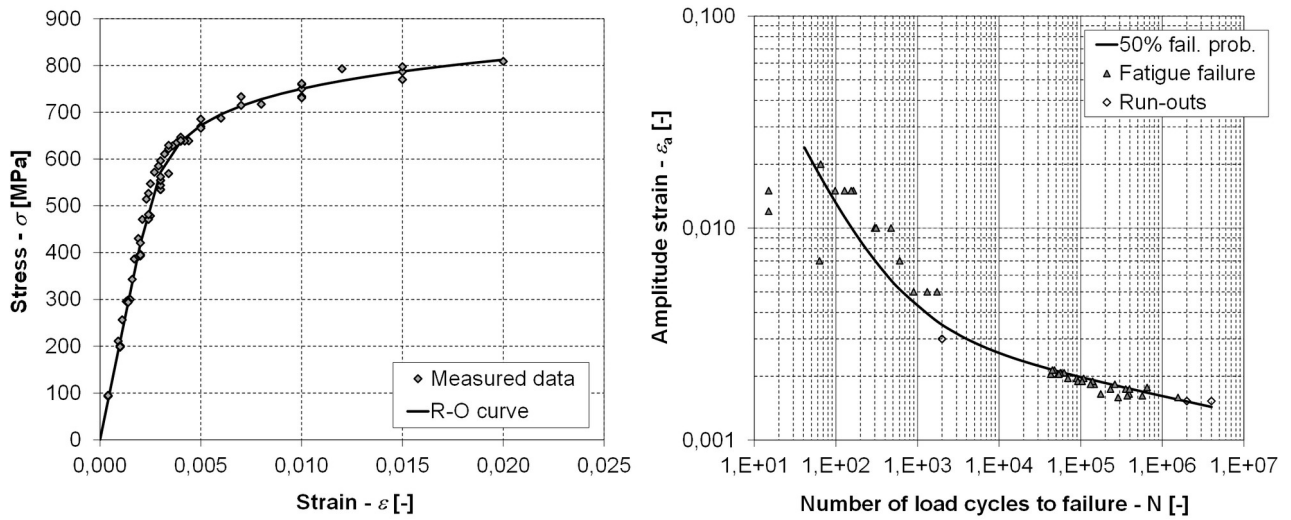 900
800
700
600
500
400
300
200
100
0
Stress - σ [MPa]
0,000 0,005 0,010 0,015 0,020 0,025
Strain - ε [-]
Measured data
R-O curve
0,100
0,010
0,001
Amplitude strain - εa [-]
1,E+01 1,E+02 1,E+03 1,E+04 1,E+05 1,E+06 1,E+07
Number of load cycles to failure - N [-]
50% fail. prob.
Fatigue failure
Run-outs